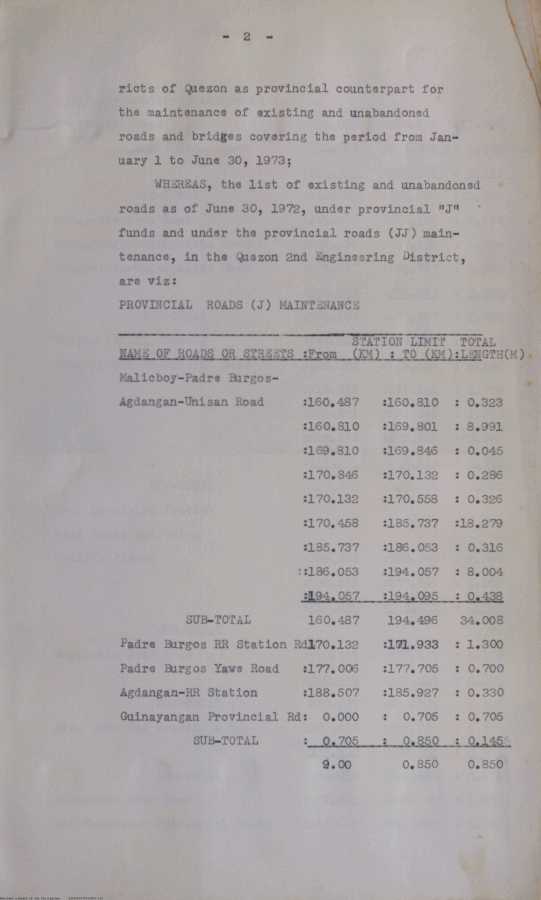 - 2 -
ricts of Quezon as provincial counterpart for
the maintenance of existing and unabandoned
roads and bridges covering the period from Jan-
uary 1 to June 30, 1973;
WHEREAS, the list of existing and unabandoned
roads as of June 30, 1972, under provincial "J"
funds and under the provincial roads (JJ) main-
tenance, in the Quezon 2nd Engineering District,
are viz:
PROVINCIAL ROADS (J) MAINTENANCE
STATION LIMIT TOTAL
NAME OF ROADS OR STREETS :From (KM) : TO (KM):LENGTH(M)
Malicboy-Padre Burgos-
Agdangan-Unisan Road :160.487 :160.810 : 0.323
:160.810 :169.801 : 8.991
:169.810 :169.846 : 0.045
:170.846 :170.132 : 0.286
:170.132 :170.558 : 0.326
:170.458 :185.737 :18.279
:185.737 :186.053 : 0.316
::186.053 :194.057 : 8.004
:194.057 :194.095 : 0.438
SUB-TOTAL 160.487 194.496 34.008
Padre Burgos RR Station Rd170.132 :171.933 : 1.300
Padre Burgos Yawe Road :177.006 :177.705 : 0.700
Agdangan-RR Station :188.507 :185.927 : 0.330
Guinayangan Provincial Rd: 0.000 : 0.705 : 0.705
SUB-TOTAL : 0.705 : 0.850 : 0.145
9.00 0.850 0.850